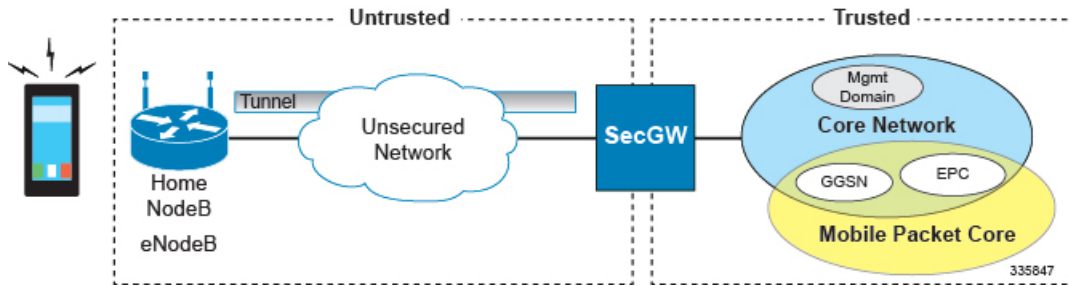 Untrusted
Trusted
Tunnel
Unsecured
Network
SecGW
Home
NodeB
eNodeB
Mgmt
Domain
Core Network
GGSN
EPC
Mobile Packet Core
335847